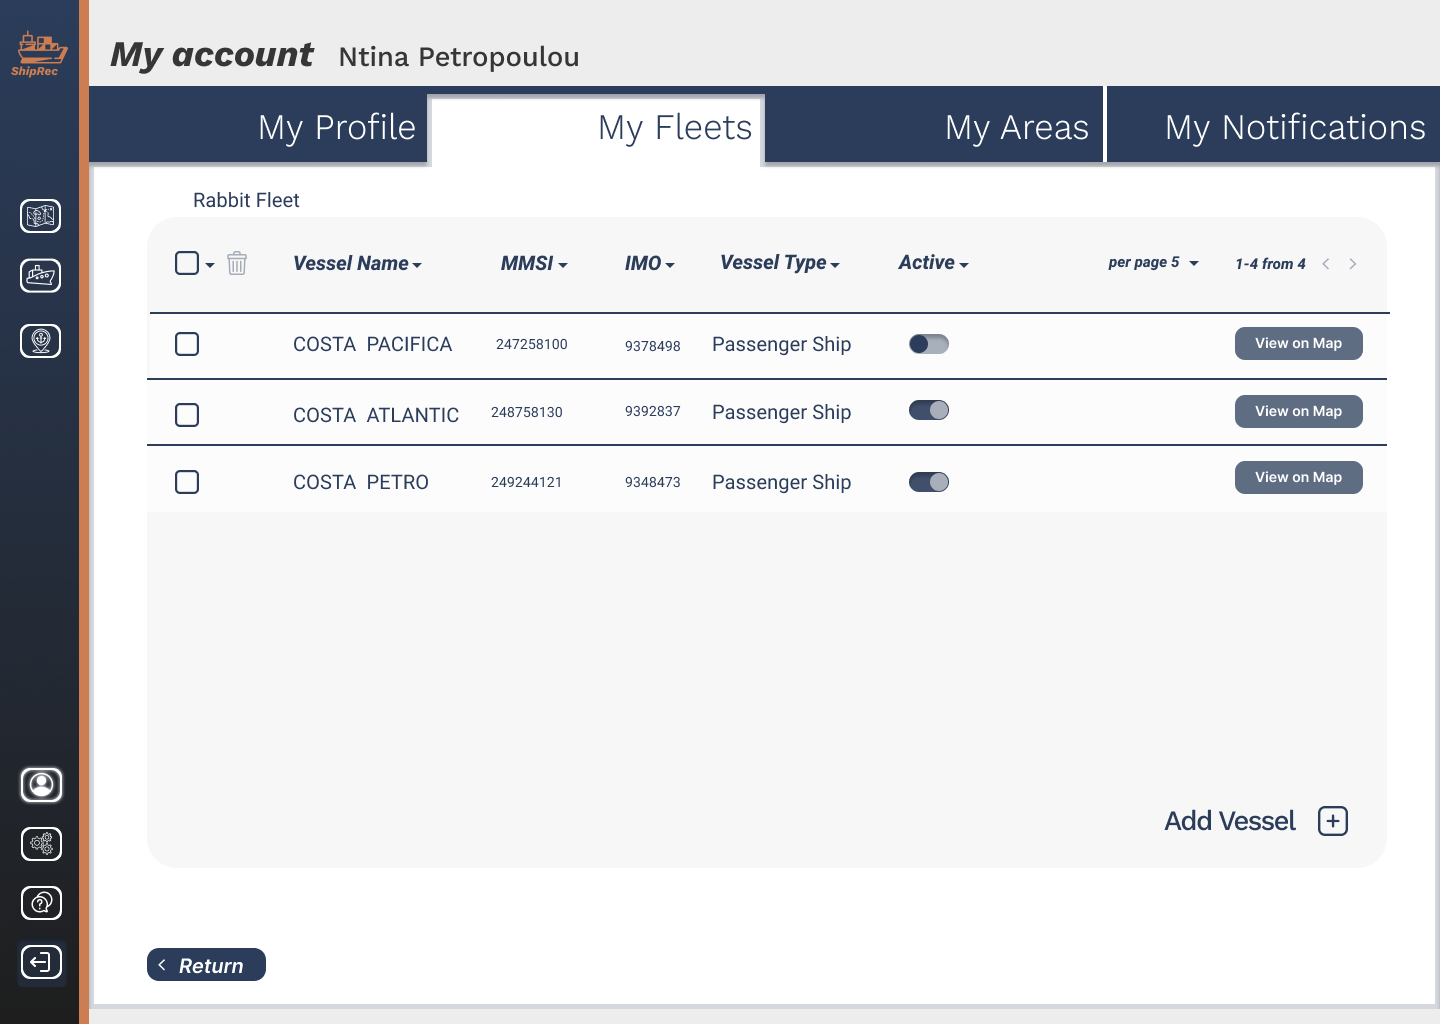 ShipRec
My account Ntina Petropoulou
My Profile My Fleets My Areas My Notifications
Rabbit Fleet
Vessel Name MMSI IMO Vessel Type Active per page 5 1-4 from 4
COSTA PACIFICA 247258100 9378498 Passenger Ship View on Map
COSTA ATLANTIC 248758130 9392837 Passenger Ship View on Map
COSTA PETRO 249244121 9348473 Passenger Ship View on Map
Add Vessel
Return